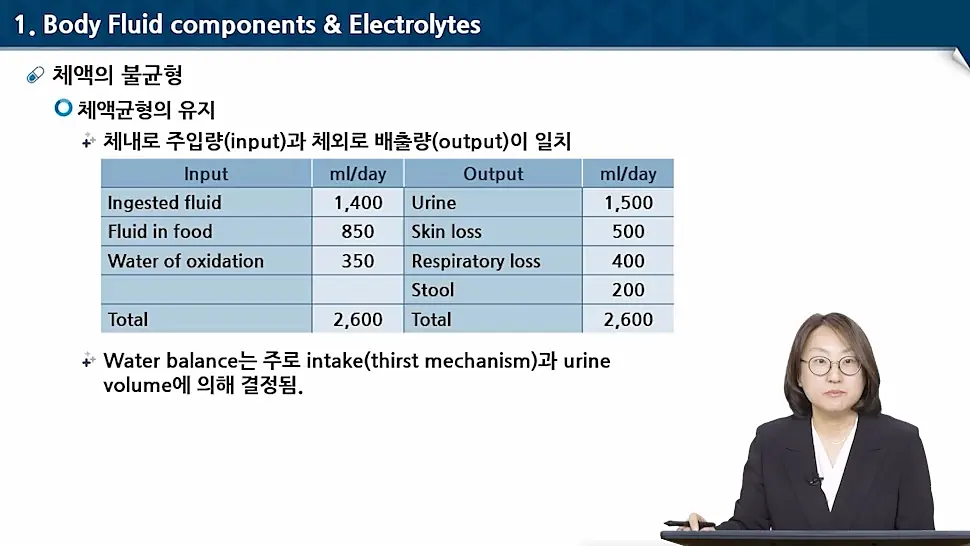 1. Body Fluid components & Electrolytes
체액의 불균형
체액균형의 유지
체내로 주입량(input)과 체외로 배출량(output)이 일치
Input ml/day Output ml/day
Ingested fluid 1,400 Urine 1,500
Fluid in food 850 Skin loss 500
Water of oxidation 350 Respiratory loss 400
Stool 200
Total 2,600 Total 2,600
Water balance는 주로 intake(thirst mechanism)과 urine
volume에 의해 결정됨.